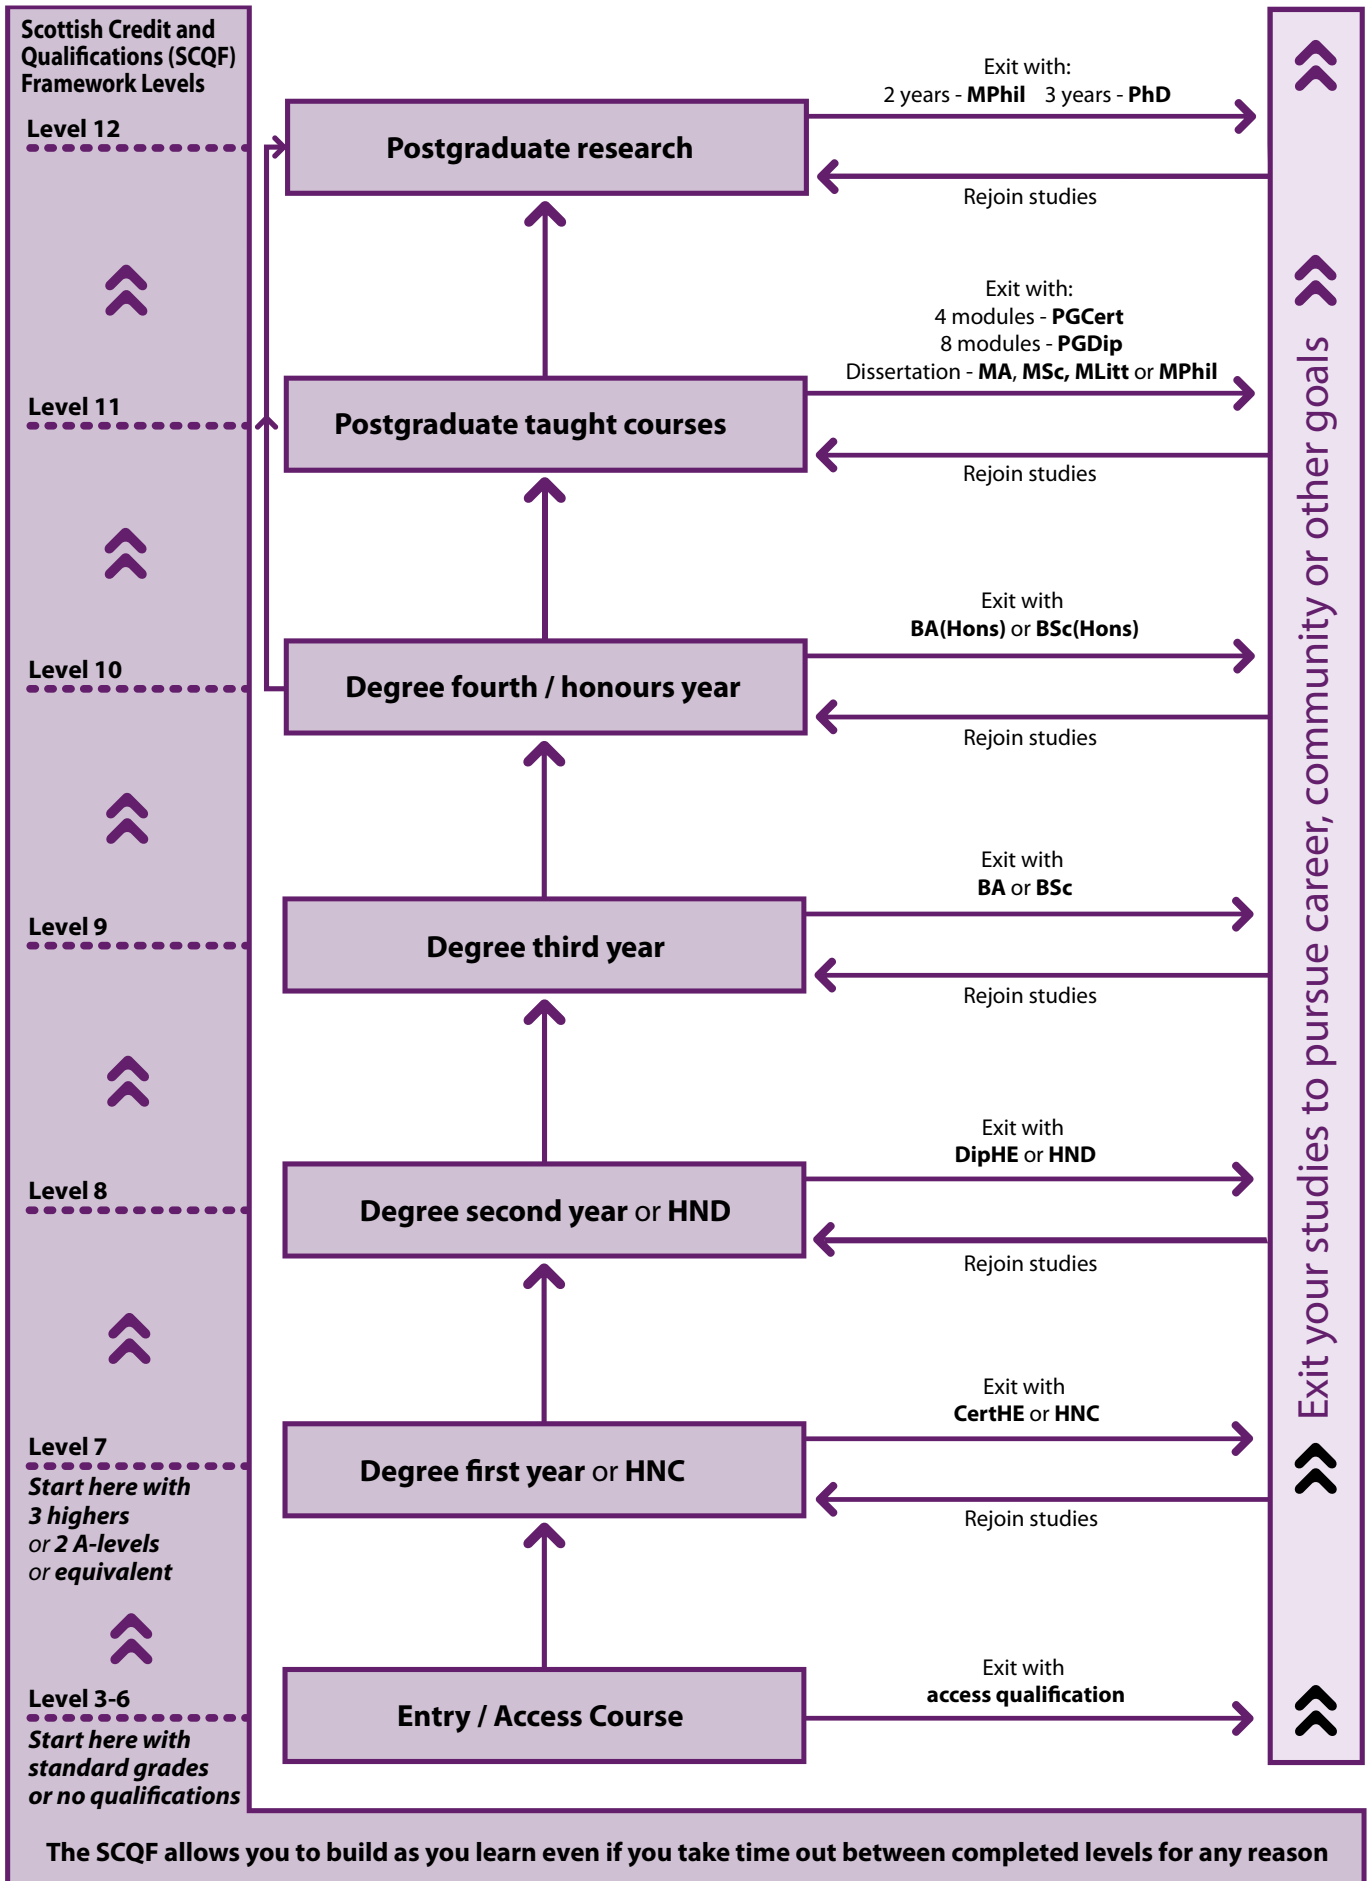 Scottish Credit and
Qualifications (SCQF)
Framework Levels
Level 12
Postgraduate research
Exit with:
2 years - MPhil 3 years - PhD
Rejoin studies
Level 11
Postgraduate taught courses
Exit with:
4 modules - PGCert
8 modules - PGDip
Dissertation - MA, MSc, MLitt or MPhil
Rejoin studies
Level 10
Degree fourth / honours year
Exit with
BA(Hons) or BSc(Hons)
Rejoin studies
Level 9
Degree third year
Exit with
BA or BSc
Rejoin studies
Level 8
Degree second year or HND
Exit with
DipHE or HND
Rejoin studies
Level 7
Start here with
3 highers
or 2 A-levels
or equivalent
Degree first year or HNC
Exit with
CertHE or HNC
Rejoin studies
Level 3-6
Start here with
standard grades
or no qualifications
Entry / Access Course
Exit with
access qualification
Exit your studies to pursue career, community or other goals
The SCQF allows you to build as you learn even if you take time out between completed levels for any reason